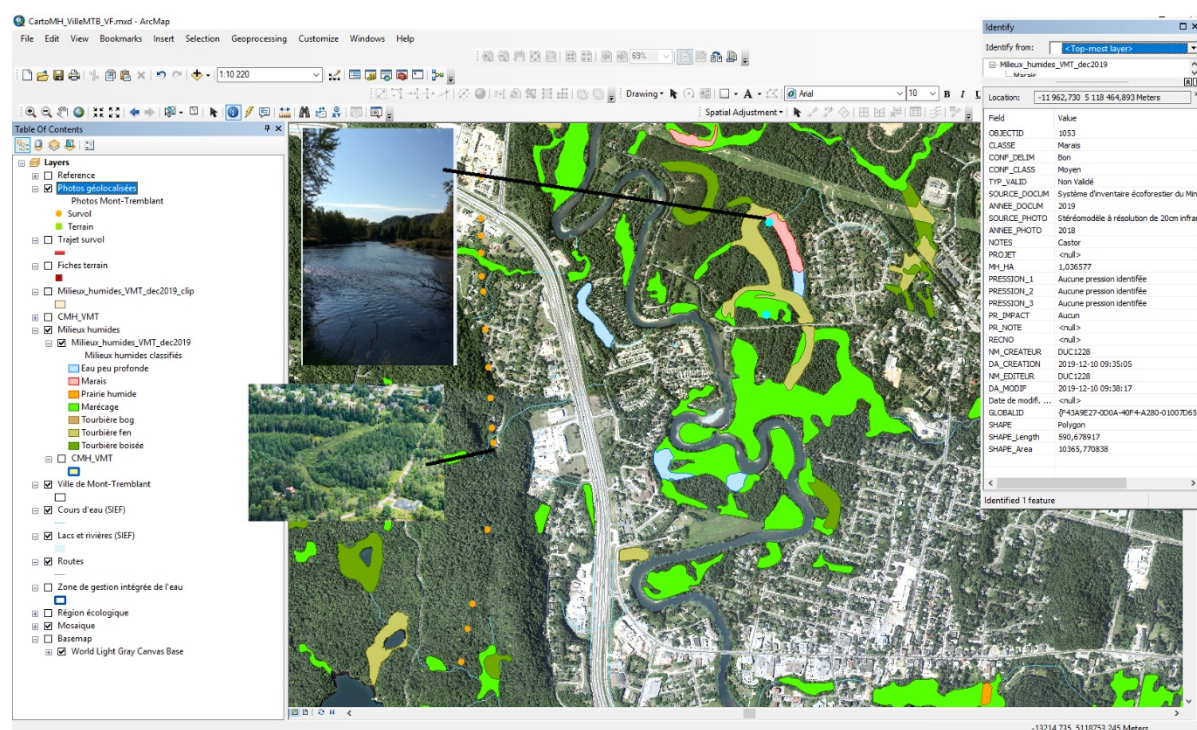 CartoMH_VilleMTB_VF.mxd - ArcMap
File Edit View Bookmarks Insert Selection Geoprocessing Customize Windows Help
69%
1:10 220
Drawing
Arial
10
B I U
Spatial Adjustment
Table Of Contents
Layers
Reference
Photos géolocalisées
Photos Mont-Tremblant
Survol
Terrain
Trajet survol
Fiches terrain
Milieux_humides_VMT_dec2019_clip
CMH_VMT
Milieux humides
Milieux_humides_VMT_dec2019
Milieux humides classifiés
Eau peu profonde
Marais
Prairie humide
Marécage
Tourbière bog
Tourbière fen
Tourbière boisée
CMH_VMT
Ville de Mont-Tremblant
Cours d'eau (SIEF)
Lacs et rivières (SIEF)
Routes
Zone de gestion intégrée de l'eau
Région écologique
Mosaique
Basemap
World Light Gray Canvas Base
Identify
Identify from: <Top-most layer>
Milieux_humides_VMT_dec2019
Marais
Location: -11 962,730 5 118 464,893 Meters
Field Value
OBJECTID 1053
CLASSE Marais
CONF_DELIM Bon
CONF_CLASS Moyen
TYP_VALID Non Validé
SOURCE_DOCUM Système d'inventaire écoforestier du Min
ANNEE_DOCUM 2019
SOURCE_PHOTO Stéréomodèle à résolution de 20cm infra
ANNEE_PHOTO 2018
NOTES Castor
PROJET <null>
MH_HA 1,036577
PRESSION_1 Aucune pression identifiée
PRESSION_2 Aucune pression identifiée
PRESSION_3 Aucune pression identifiée
PR_IMPACT Aucun
PR_NOTE <null>
RECNO <null>
NM_CREATEUR DUC1228
DA_CREATION 2019-12-10 09:35:05
NM_EDITEUR DUC1228
DA_MODIF 2019-12-10 09:38:17
Date de modifi. ... <null>
GLOBALID {F43A9E27-0D0A-40F4-A280-01007D65
SHAPE Polygon
SHAPE_Length 590,678917
SHAPE_Area 10365,770838
Identified 1 feature
-13214,735 5118753,245 Meters